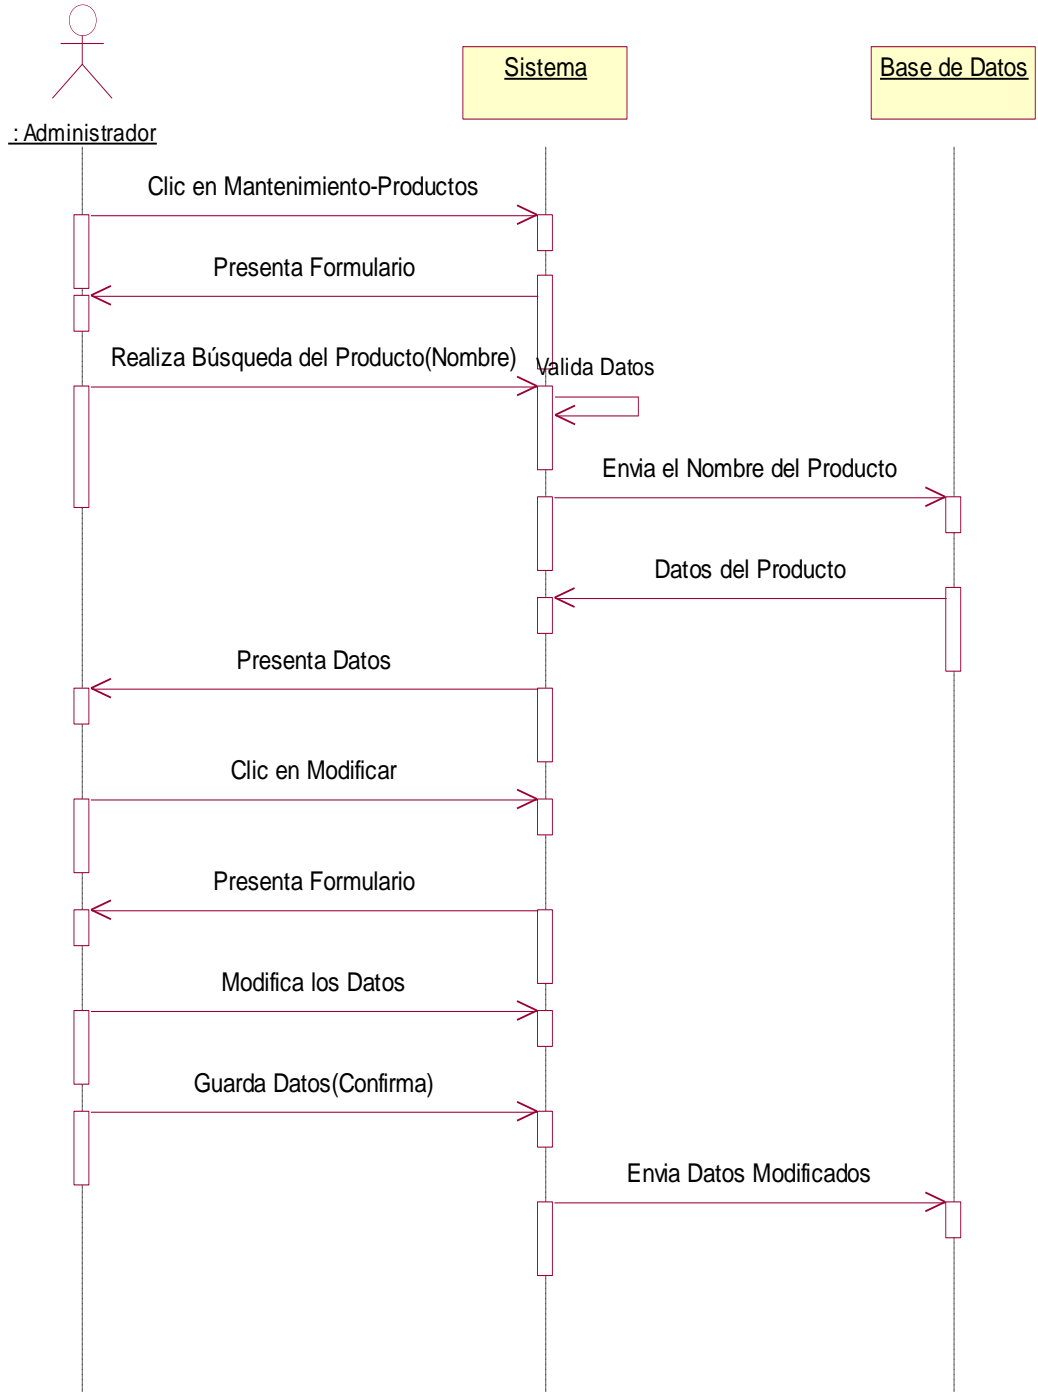 Sistema
Base de Datos
: Administrador
Clic en Mantenimiento-Productos
Presenta Formulario
Realiza Búsqueda del Producto(Nombre)
Valida Datos
Envia el Nombre del Producto
Datos del Producto
Presenta Datos
Clic en Modificar
Presenta Formulario
Modifica los Datos
Guarda Datos(Confirma)
Envia Datos Modificados